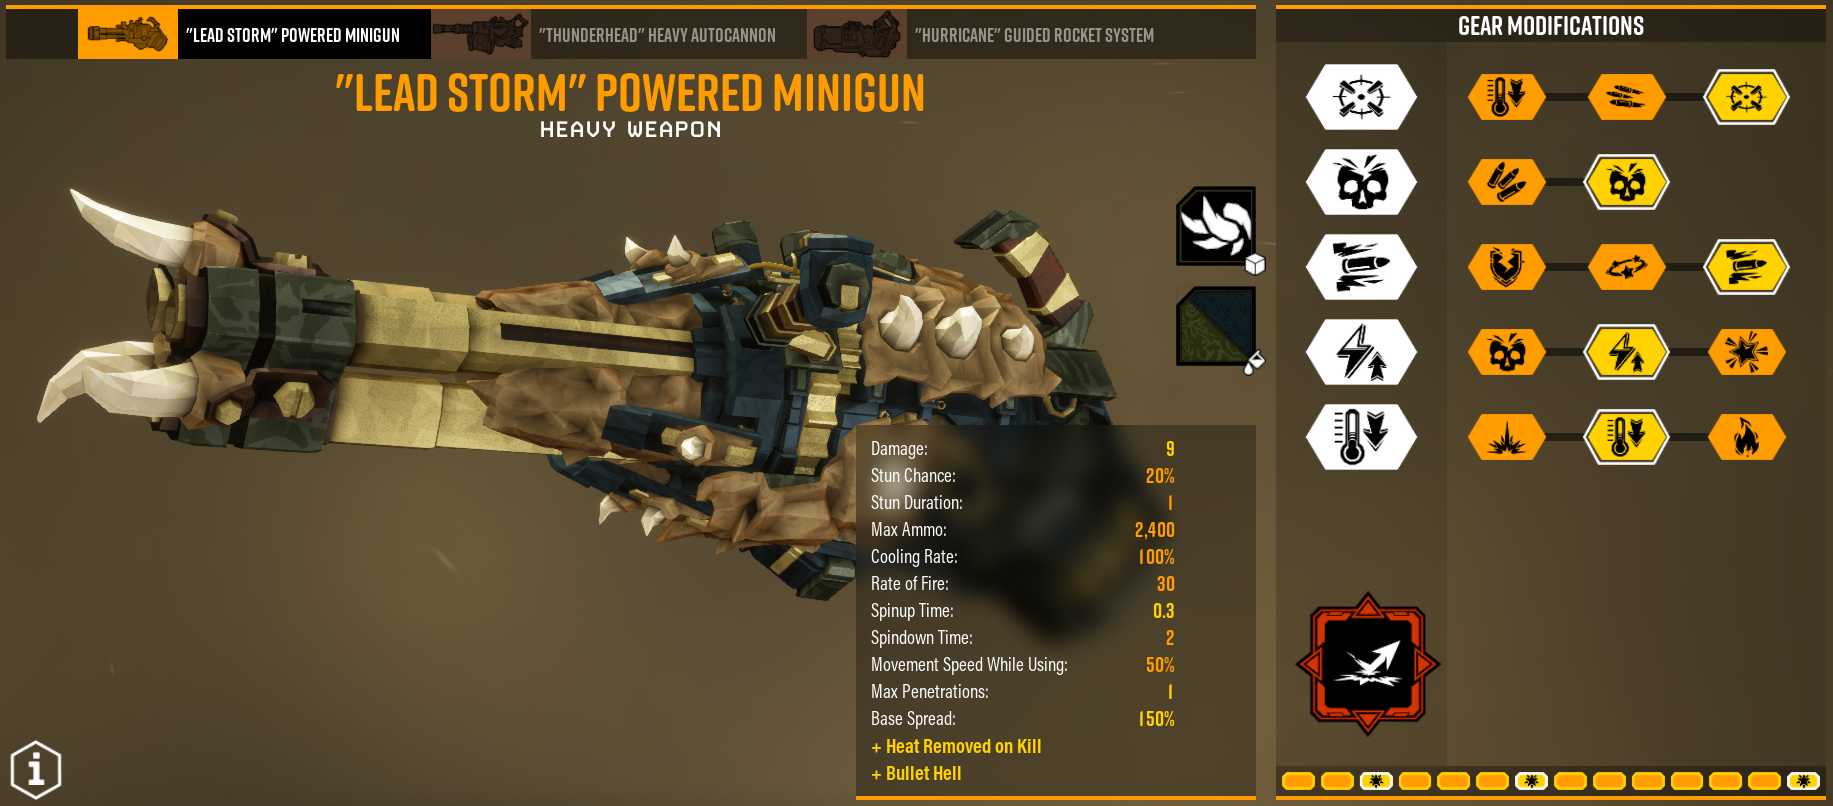 "LEAD STORM" POWERED MINIGUN
"THUNDERHEAD" HEAVY AUTOCANNON
"HURRICANE" GUIDED ROCKET SYSTEM
GEAR MODIFICATIONS
"LEAD STORM" POWERED MINIGUN
HEAVY WEAPON
Damage: 9
Stun Chance: 20%
Stun Duration: 1
Max Ammo: 2,400
Cooling Rate: 100%
Rate of Fire: 30
Spinup Time: 0.3
Spindown Time: 2
Movement Speed While Using: 50%
Max Penetrations: 1
Base Spread: 150%
+ Heat Removed on Kill
+ Bullet Hell